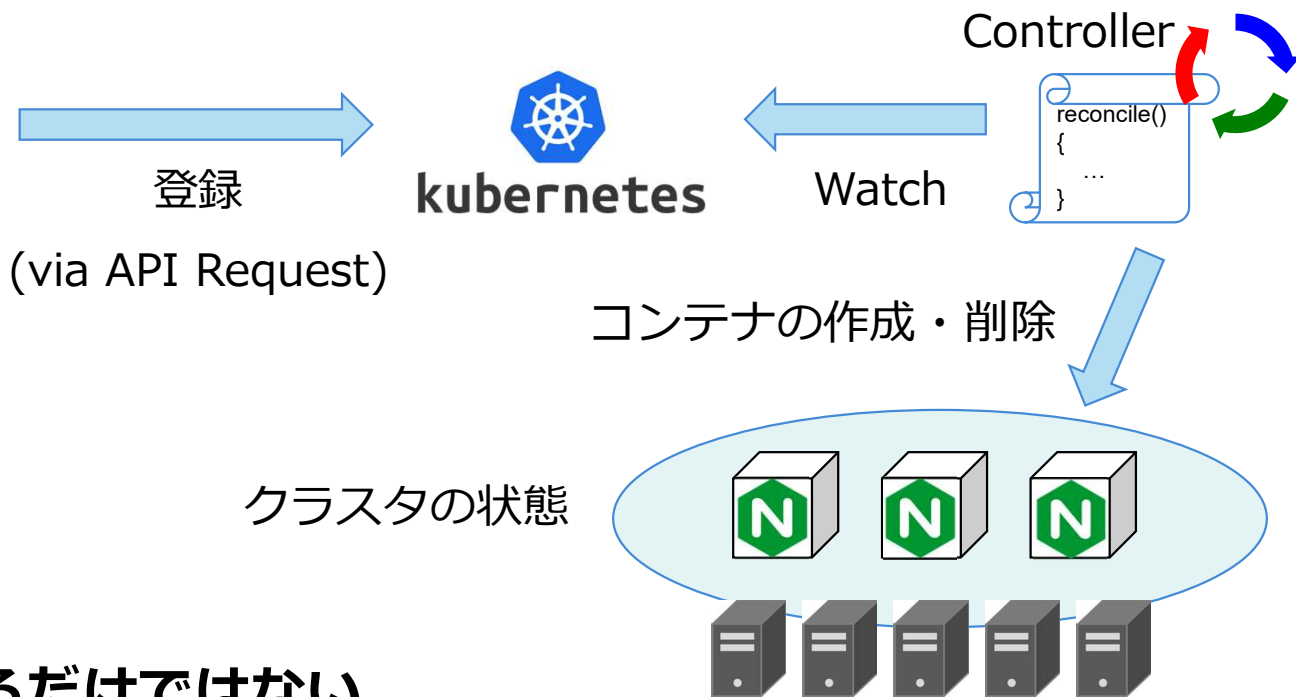 Controller
reconcile()
{
…
}
登録
kubernetes
Watch
(via API Request)
コンテナの作成・削除
クラスタの状態
N N N
るだけではない